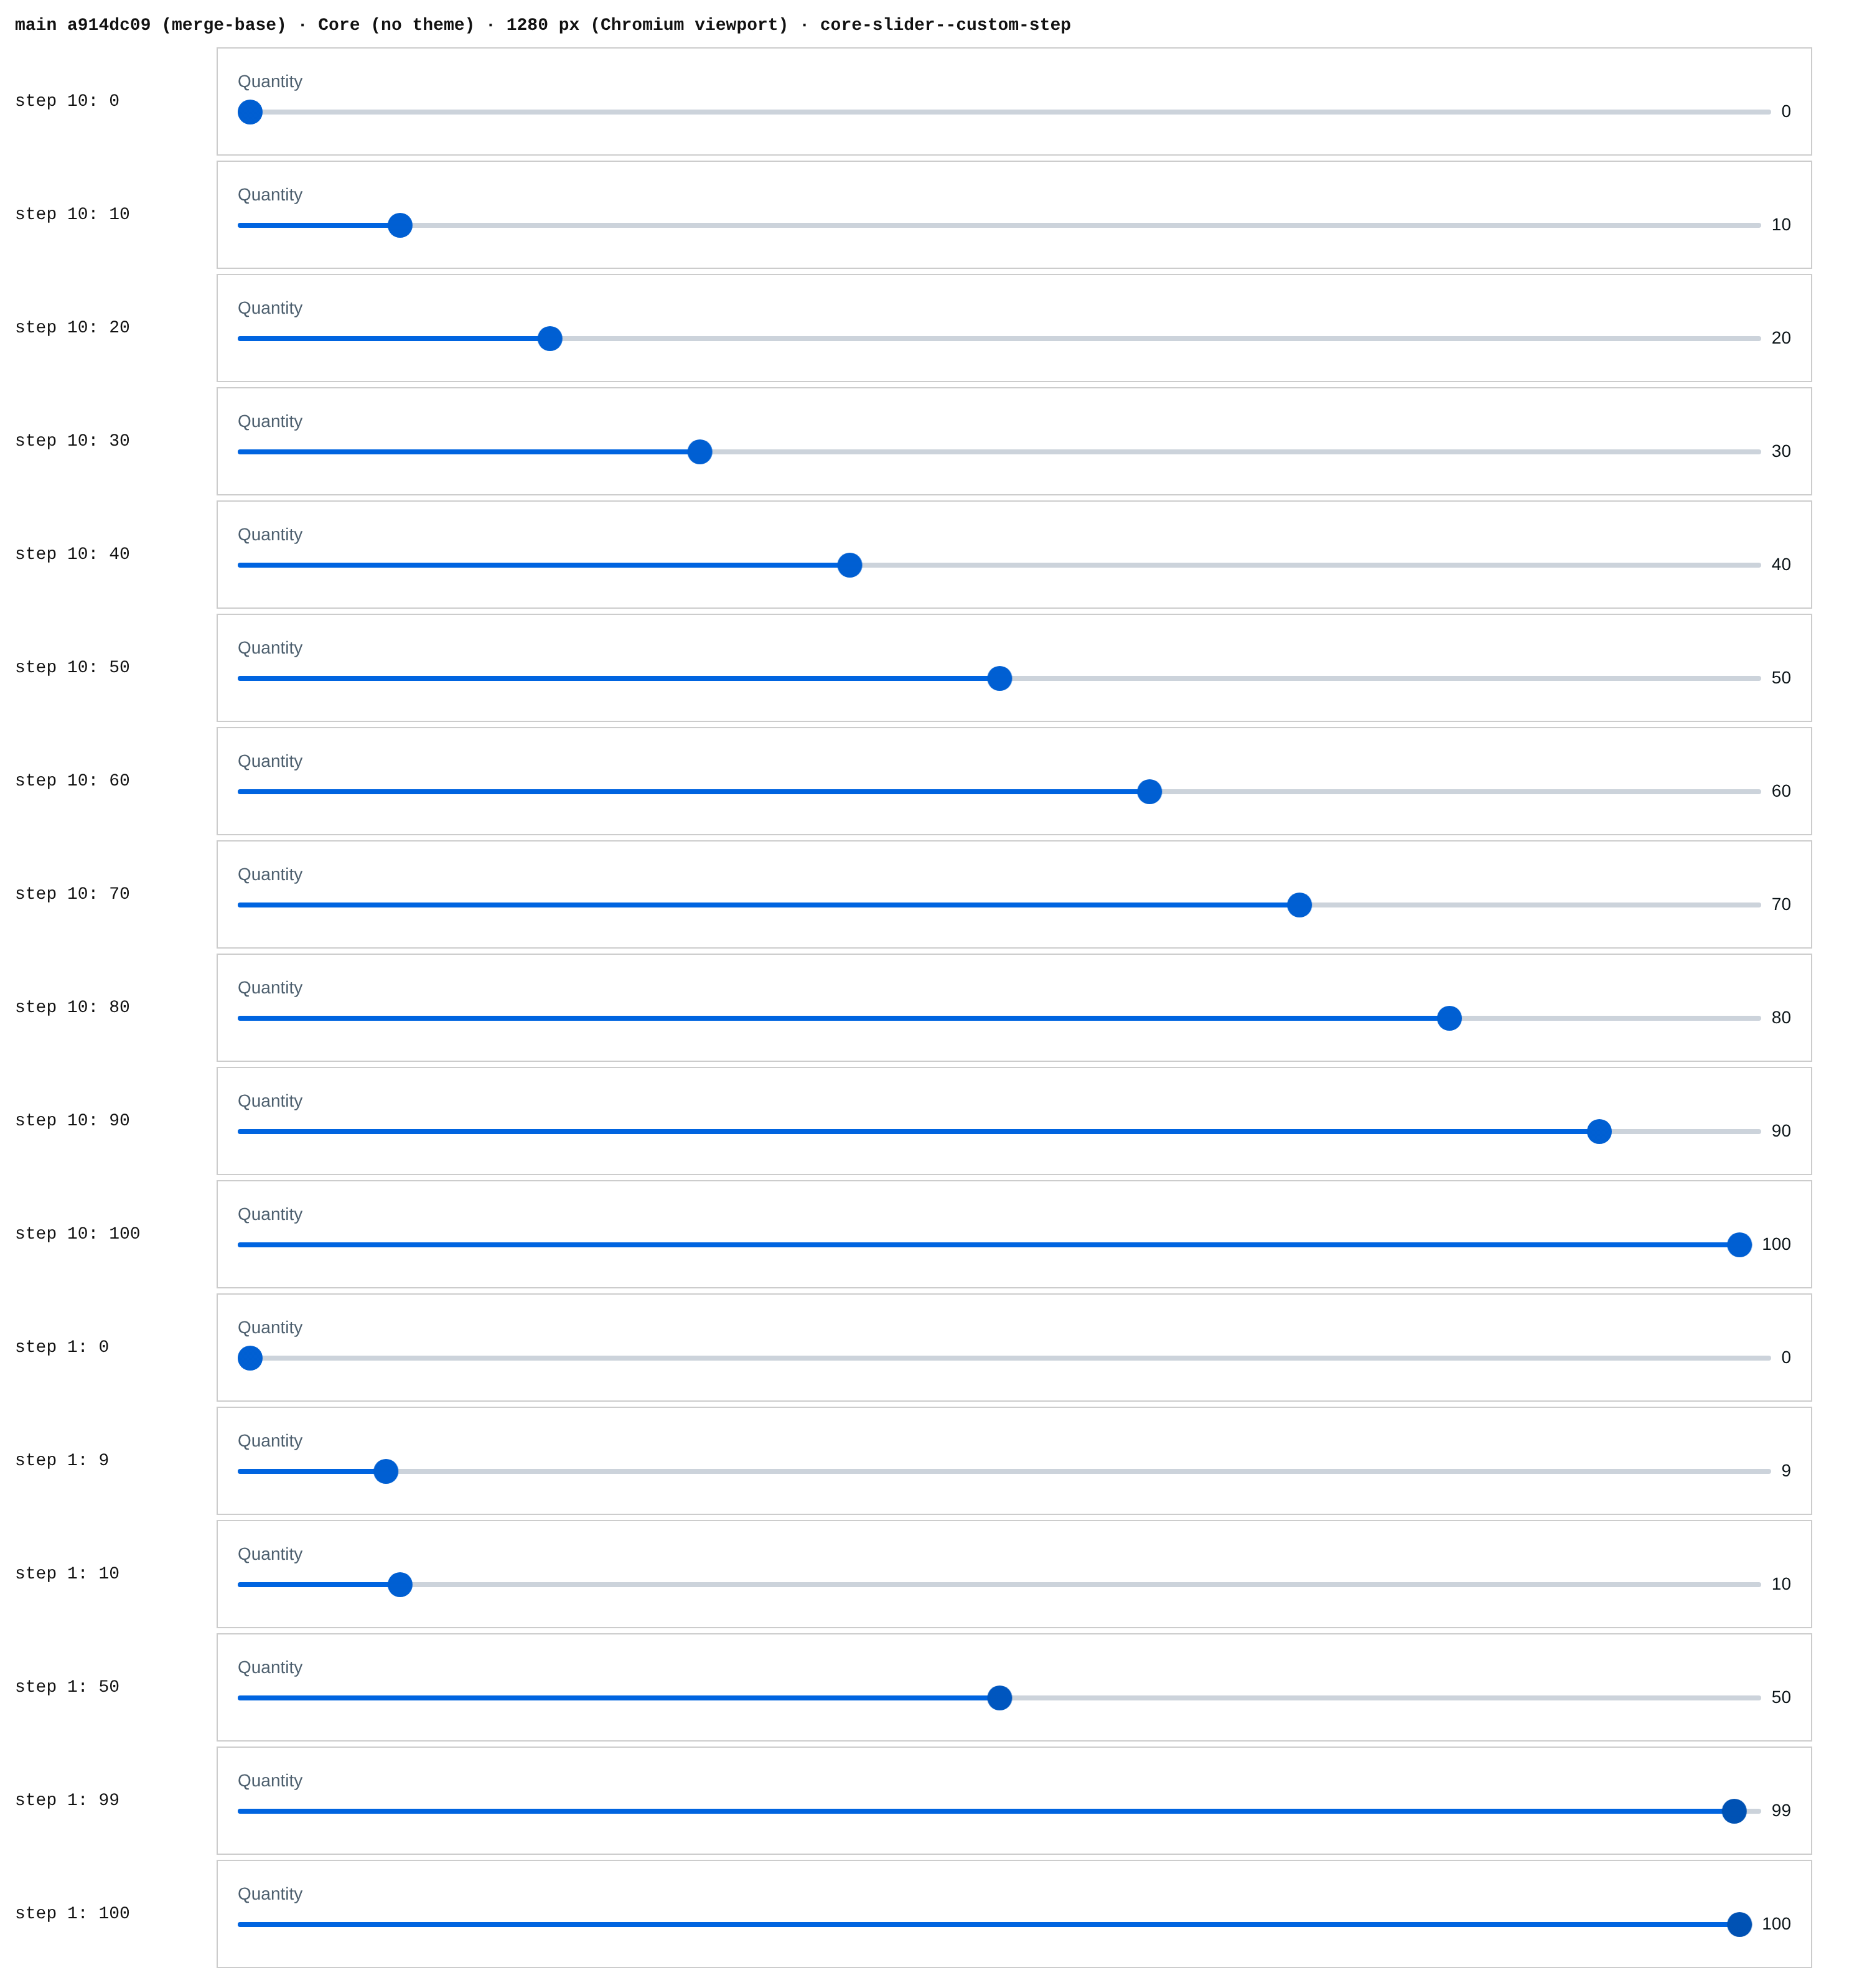 main a914dc09 (merge-base) · Core (no theme) · 1280 px (Chromium viewport) · core-slider--custom-step
Quantity
step 10: 0
0
Quantity
step 10: 10
10
Quantity
step 10: 20
20
Quantity
step 10: 30
30
Quantity
step 10: 40
40
Quantity
step 10: 50
50
Quantity
step 10: 60
60
Quantity
step 10: 70
70
Quantity
step 10: 80
80
Quantity
step 10: 90
90
Quantity
step 10: 100
100
Quantity
step 1: 0
0
Quantity
step 1: 9
9
Quantity
step 1: 10
10
Quantity
step 1: 50
50
Quantity
step 1: 99
99
Quantity
step 1: 100
100